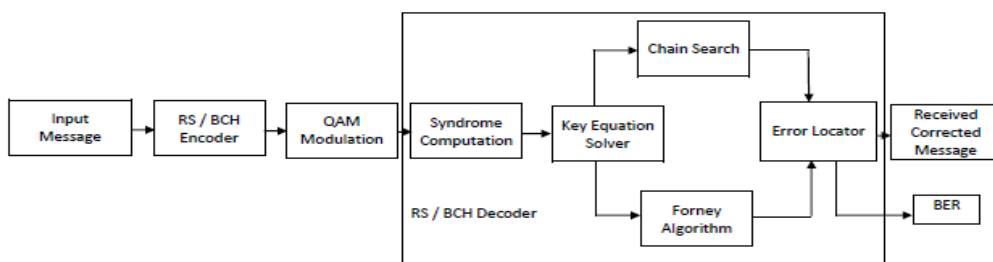 Input
Message
RS / BCH
Encoder
QAM
Modulation
Syndrome
Computation
Key Equation
Solver
Chain Search
Forney
Algorithm
Error Locator
RS / BCH Decoder
Received
Corrected
Message
BER